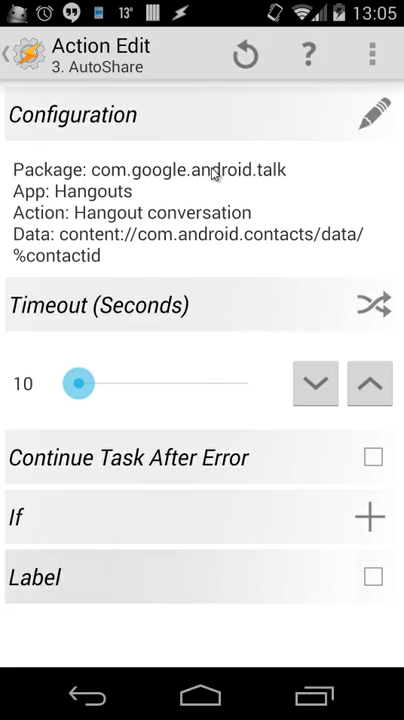 13°
13:05
Action Edit
3. AutoShare
Configuration
Package: com.google.android.talk
App: Hangouts
Action: Hangout conversation
Data: content://com.android.contacts/data/
%contactid
Timeout (Seconds)
10
Continue Task After Error
If
Label